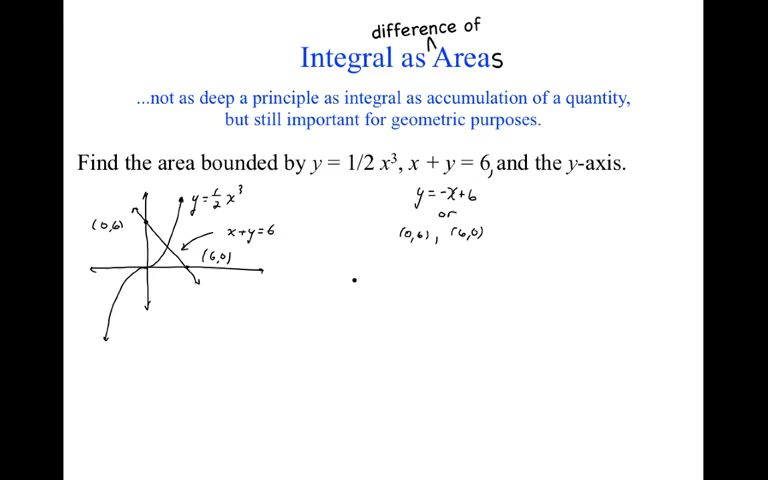 difference of
Integral as ^ Areas
...not as deep a principle as integral as accumulation of a quantity,
but still important for geometric purposes.
Find the area bounded by y = 1/2 x³, x + y = 6, and the y-axis.
y = 1/2 x³
y = -x+6
or
(0,6), (6,0)
(0,6)
x+y=6
(6,0)